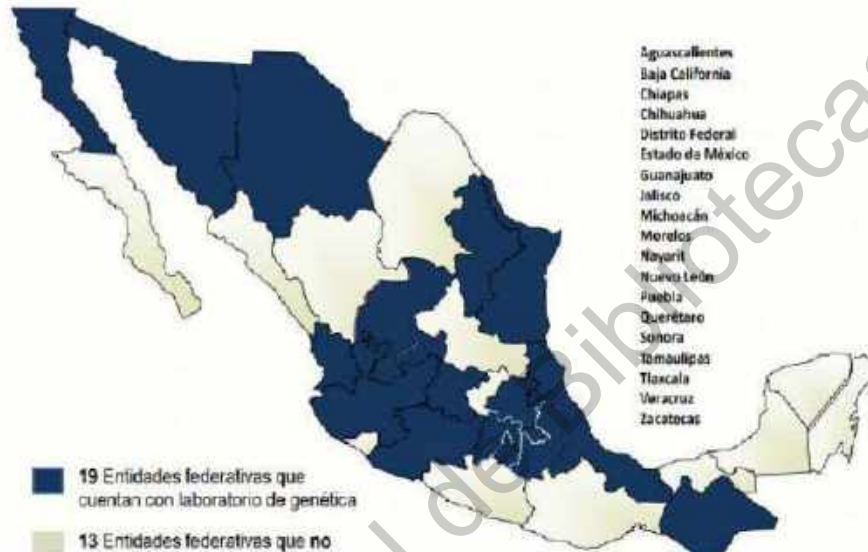 Aguascalientes
Baja California
Chiapas
Chihuahua
Distrito Federal
Estado de México
Guanajuato
Jalisco
Michoacán
Morelos
Nayarit
Nuevo León
Puebla
Querétaro
Sonora
Tamaulipas
Tlaxcala
Veracruz
Zacatecas
19 Entidades federativas que
cuentan con laboratorio de genética
13 Entidades federativas que no
l de Bibliotecas